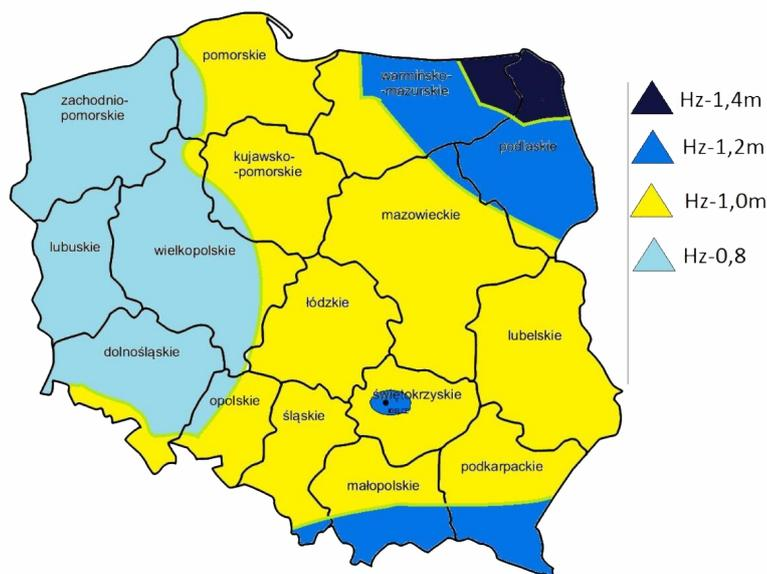 pomorskie
warmińsko-
-mazurskie
zachodnio-
pomorskie
podlaskie
kujawsko-
-pomorskie
mazowieckie
lubuskie
wielkopolskie
łódzkie
lubelskie
dolnośląskie
opolskie
śląskie
świętokrzyskie
małopolskie
podkarpackie
Hz-1,4m
Hz-1,2m
Hz-1,0m
Hz-0,8